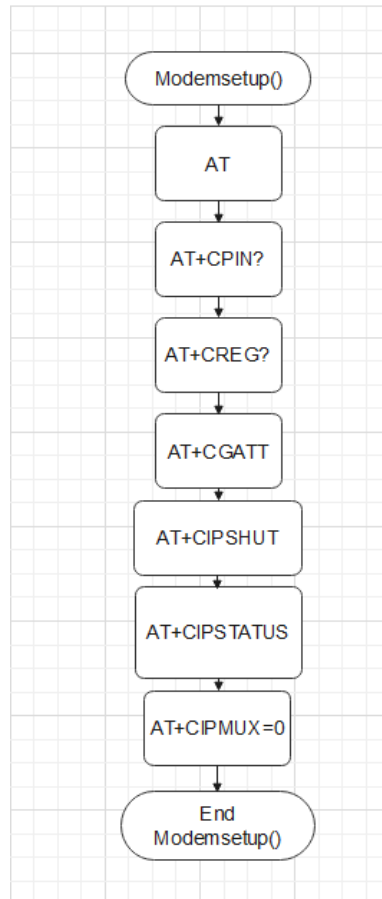 Modemsetup()
AT
AT+CPIN?
AT+CREG?
AT+CGATT
AT+CIPSHUT
AT+CIPSTATUS
AT+CIPMUX=0
End
Modemsetup()